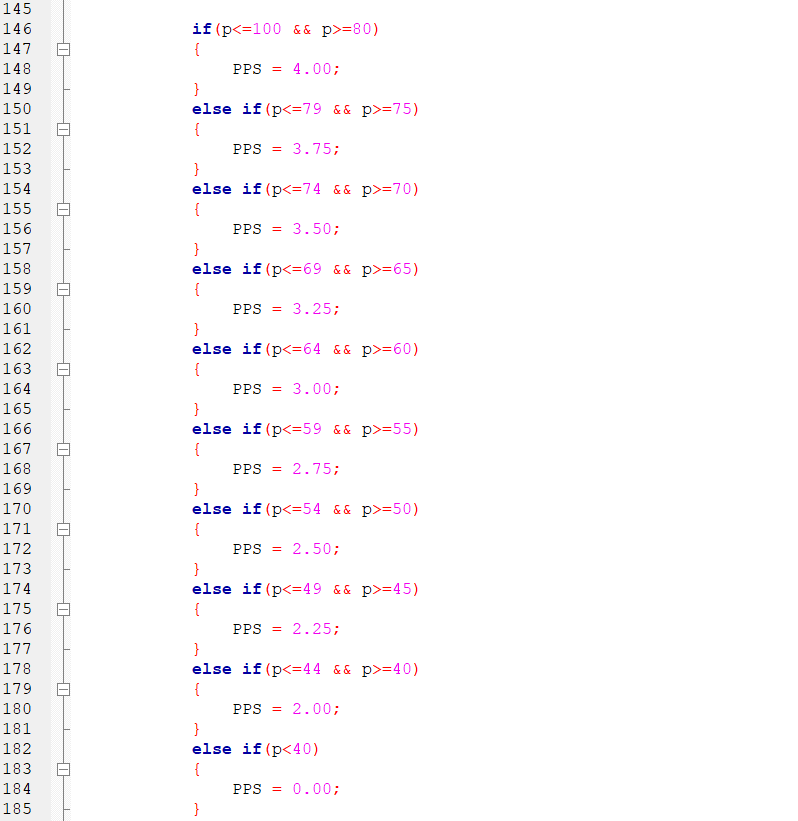 145
146 if(p<=100 && p>=80)
147 {
148 PPS = 4.00;
149 }
150 else if(p<=79 && p>=75)
151 {
152 PPS = 3.75;
153 }
154 else if(p<=74 && p>=70)
155 {
156 PPS = 3.50;
157 }
158 else if(p<=69 && p>=65)
159 {
160 PPS = 3.25;
161 }
162 else if(p<=64 && p>=60)
163 {
164 PPS = 3.00;
165 }
166 else if(p<=59 && p>=55)
167 {
168 PPS = 2.75;
169 }
170 else if(p<=54 && p>=50)
171 {
172 PPS = 2.50;
173 }
174 else if(p<=49 && p>=45)
175 {
176 PPS = 2.25;
177 }
178 else if(p<=44 && p>=40)
179 {
180 PPS = 2.00;
181 }
182 else if(p<40)
183 {
184 PPS = 0.00;
185 }